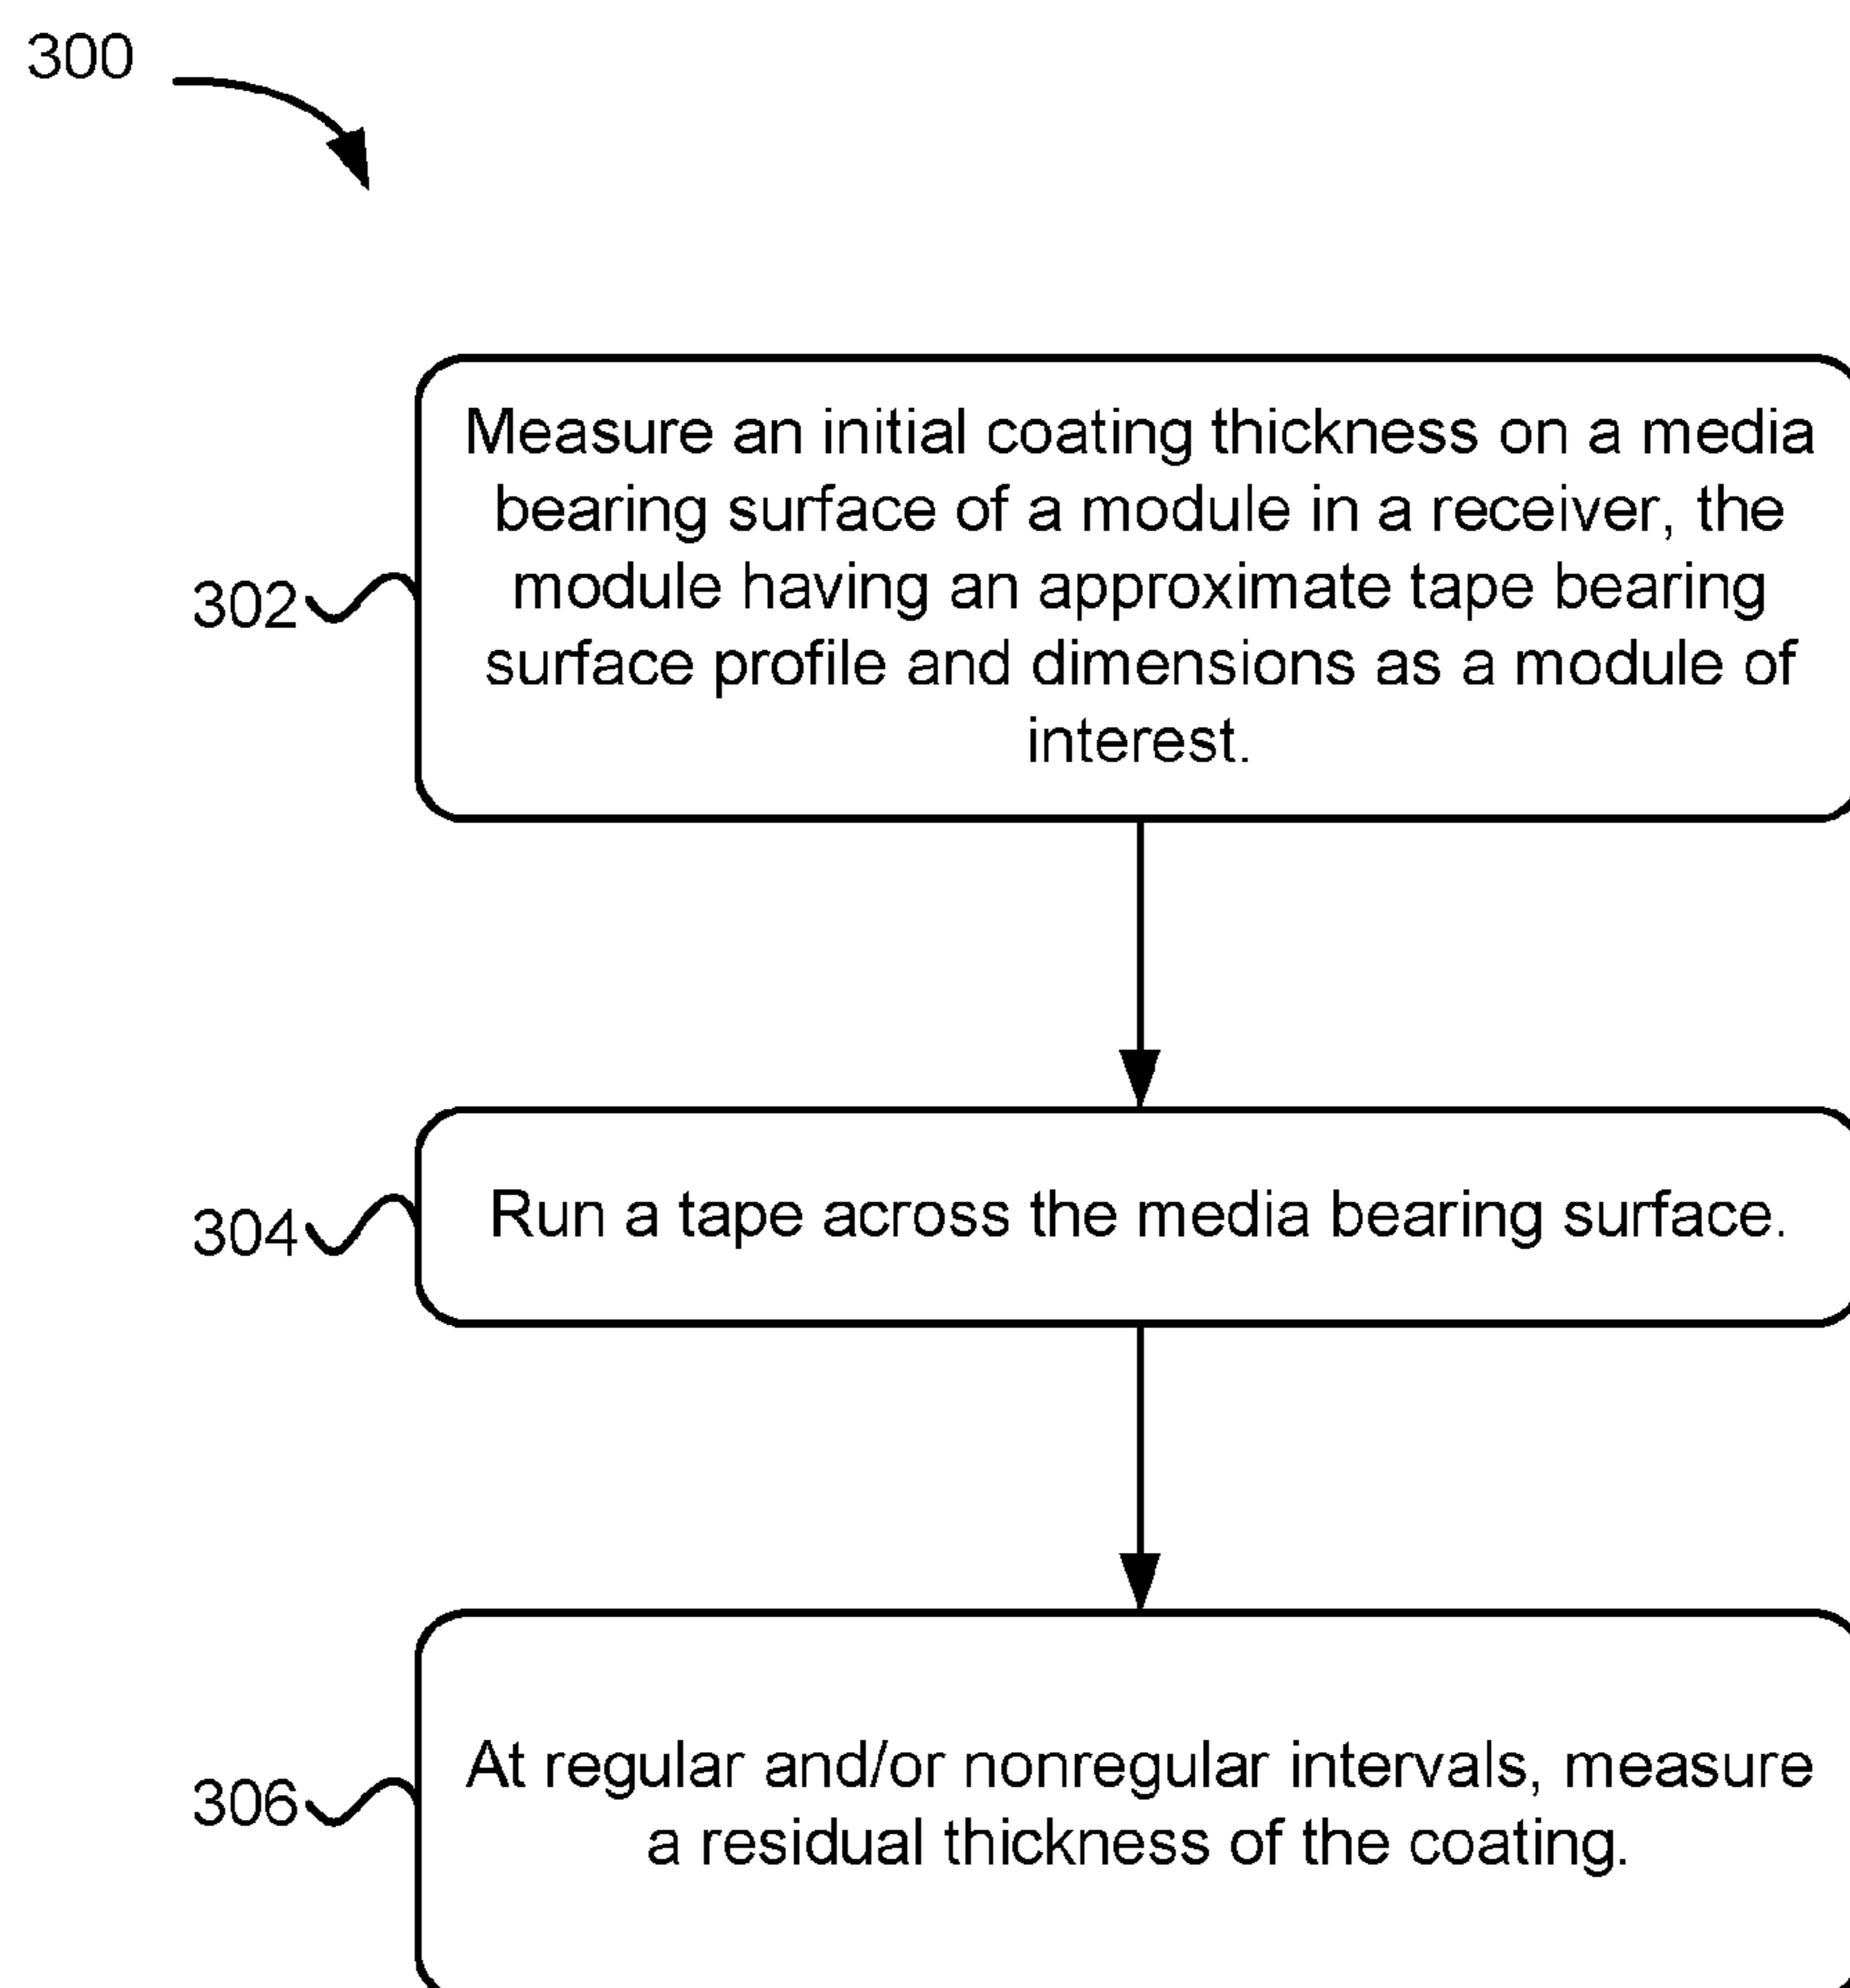 300
Measure an initial coating thickness on a media
bearing surface of a module in a receiver, the
module having an approximate tape bearing
surface profile and dimensions as a module of
interest.
302
Run a tape across the media bearing surface.
304
At regular and/or nonregular intervals, measure
a residual thickness of the coating.
306